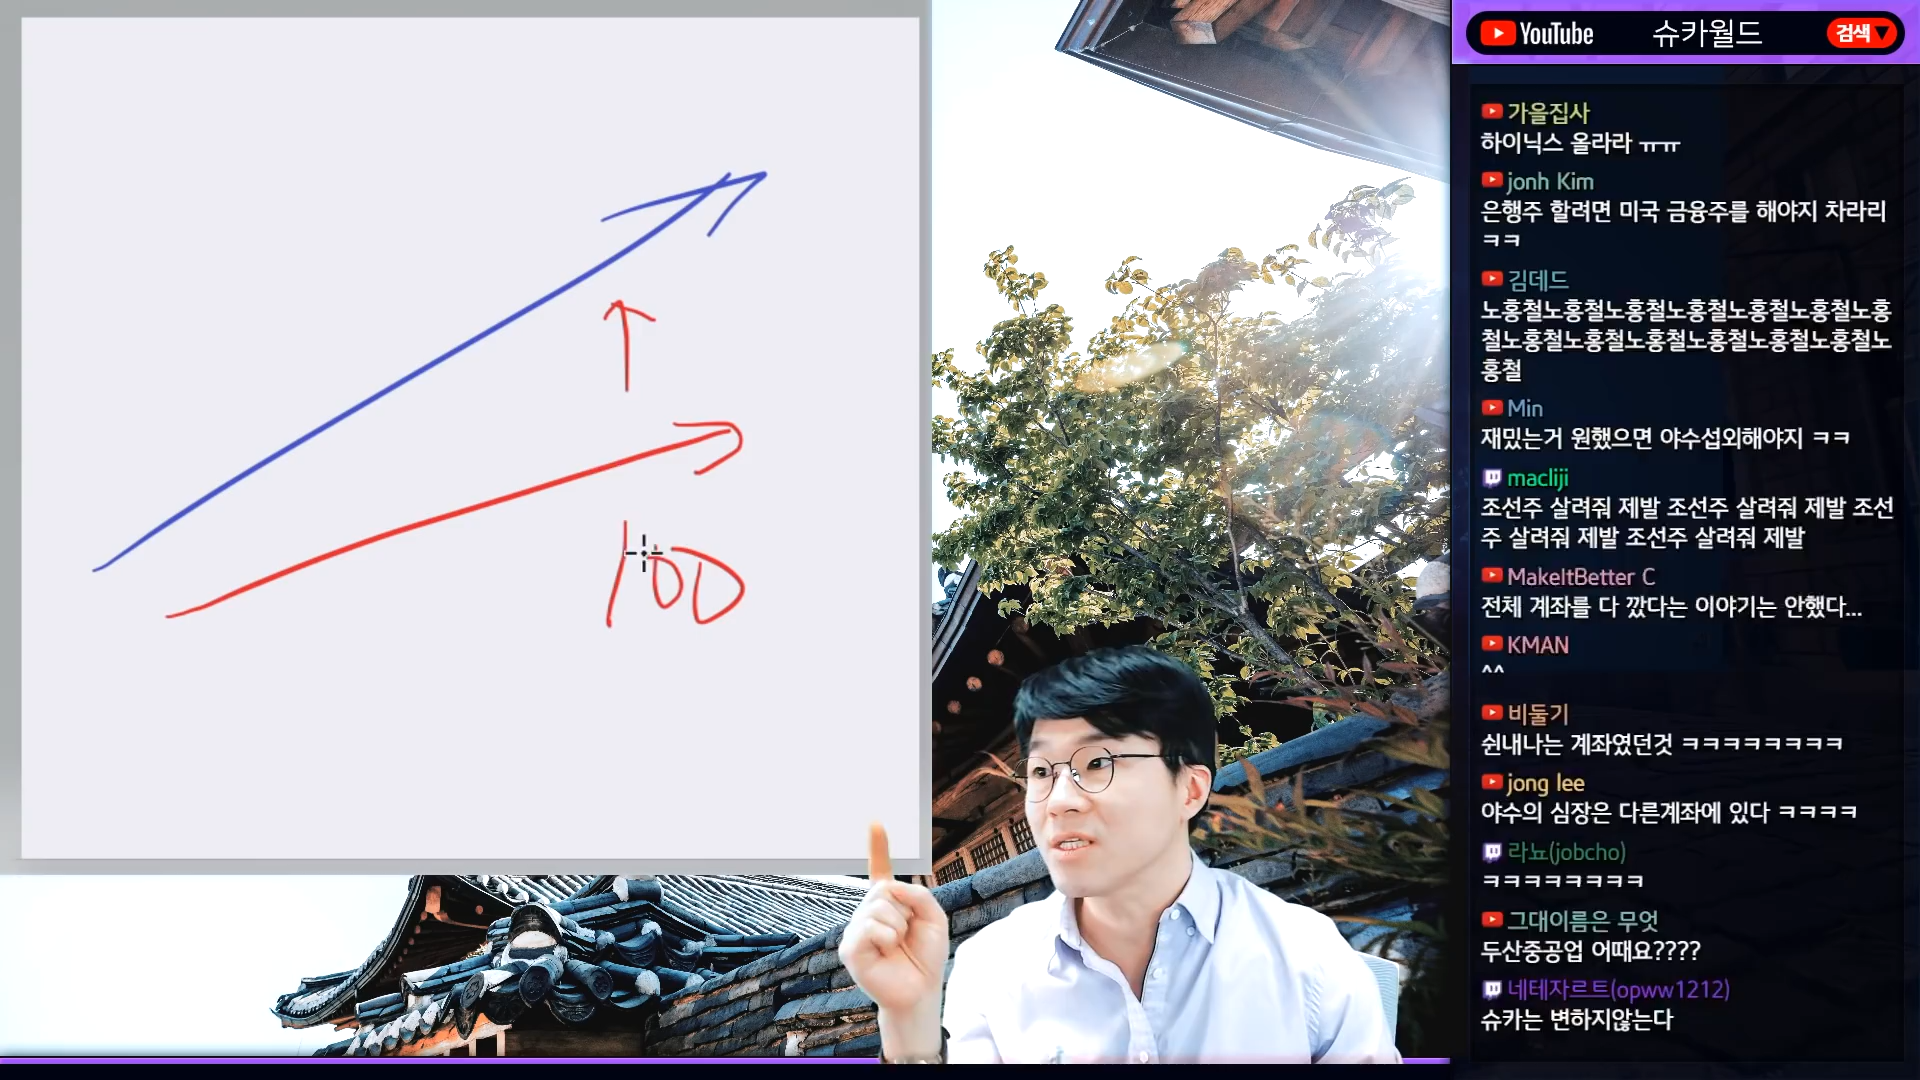 100
YouTube 슈카월드 검색▼
가을집사
하이닉스 올라라 ㅠㅠ
jonh Kim
은행주 할려면 미국 금융주를 해야지 차라리
ㅋㅋ
김데드
노홍철노홍철노홍철노홍철노홍철노홍철노홍
철노홍철노홍철노홍철노홍철노홍철노홍철노
홍철
Min
재밌는거 원했으면 야수섭외해야지 ㅋㅋ
macliji
조선주 살려줘 제발 조선주 살려줘 제발 조선
주 살려줘 제발 조선주 살려줘 제발
MakeItBetter C
전체 계좌를 다 깠다는 이야기는 안했다...
KMAN
^^
비둘기
쉰내나는 계좌였던것 ㅋㅋㅋㅋㅋㅋㅋㅋ
jong lee
야수의 심장은 다른계좌에 있다 ㅋㅋㅋㅋ
라뇨(jobcho)
ㅋㅋㅋㅋㅋㅋㅋㅋ
그대이름은 무엇
두산중공업 어때요????
네테자르트(opww1212)
슈카는 변하지않는다